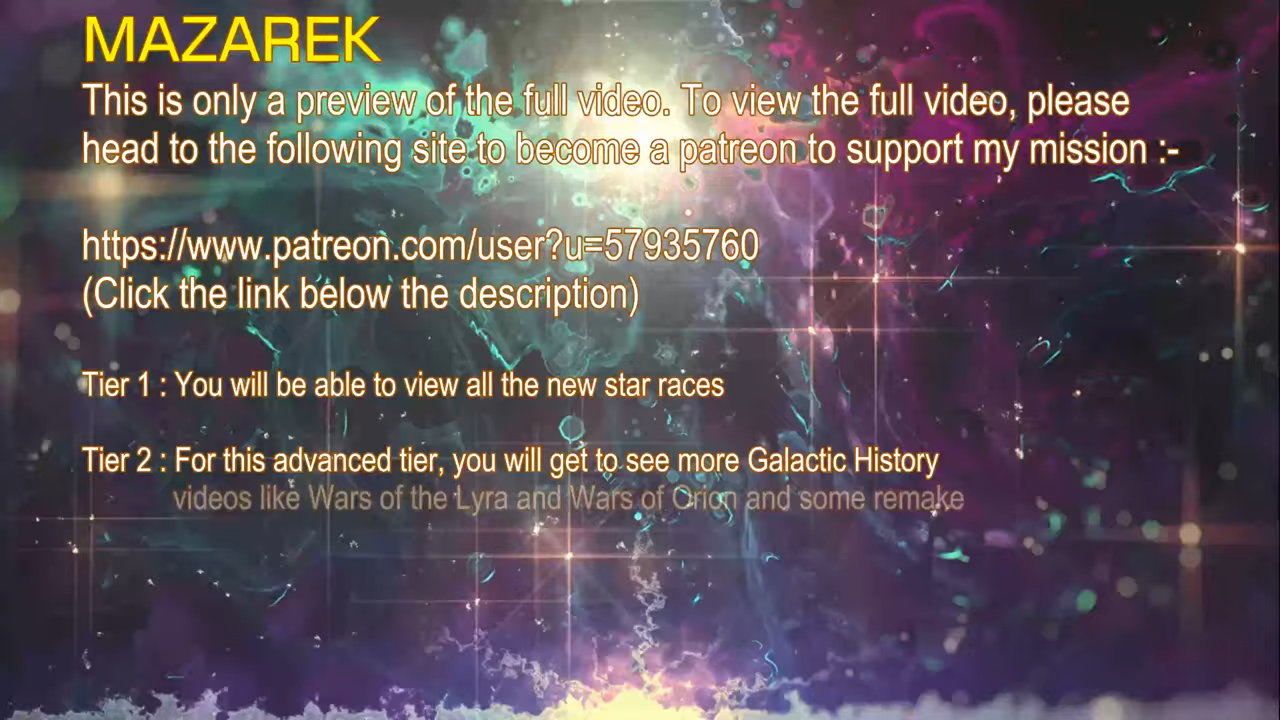 MAZAREK
This is only a preview of the full video. To view the full video, please
head to the following site to become a patreon to support my mission :-
https://www.patreon.com/user?u=57935760
(Click the link below the description)
Tier 1 : You will be able to view all the new star races
Tier 2 : For this advanced tier, you will get to see more Galactic History
videos like Wars of the Lyra and Wars of Orion and some remake